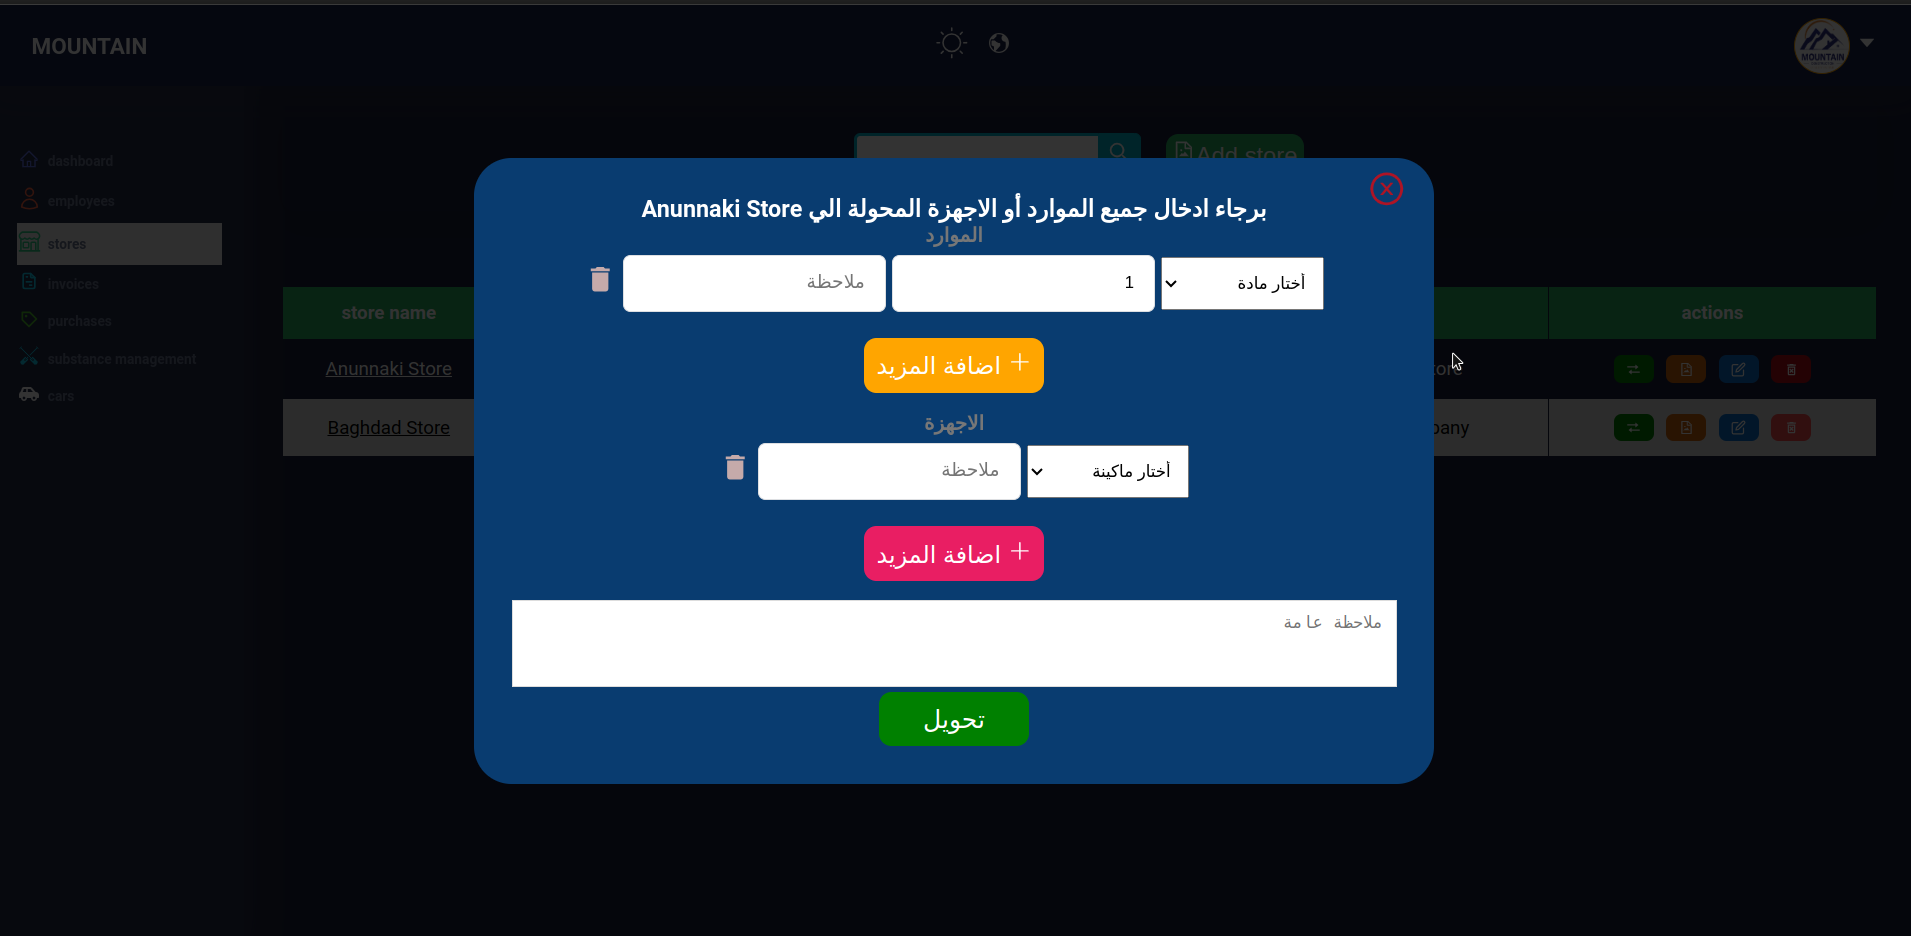 MOUNTAIN
MOUNTAIN
dashboard
employees
stores
invoices
purchases
substance management
cars
Add store
store name
actions
Anunnaki Store
tore
Baghdad Store
pany
برجاء ادخال جميع الموارد أو الاجهزة المحولة الي Anunnaki Store
الموارد
أختار مادة
1
ملاحظة
اضافة المزيد
الاجهزة
أختار ماكينة
ملاحظة
اضافة المزيد
ملاحظة عامة
تحويل